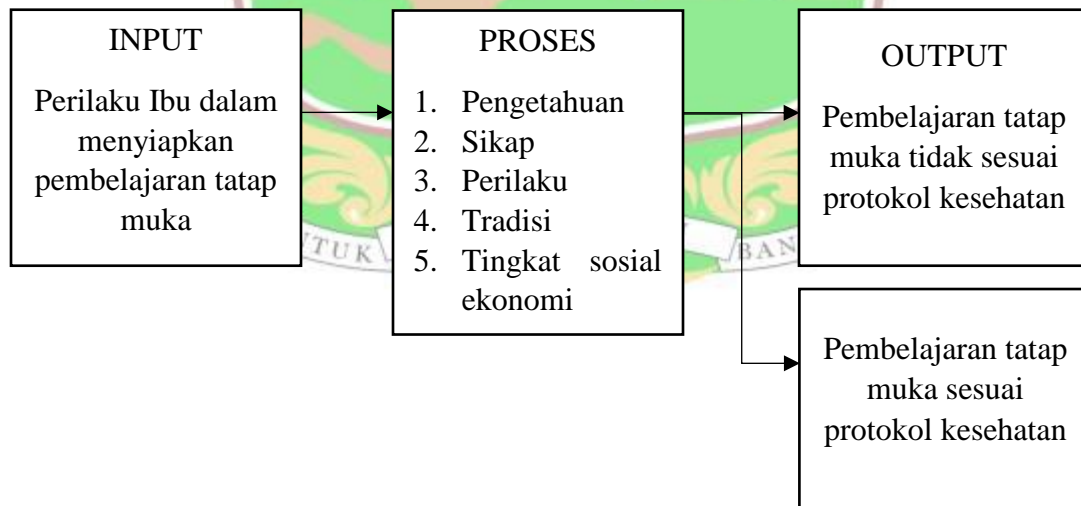 INPUT
Perilaku Ibu dalam
menyiapkan
pembelajaran tatap
muka
PROSES
1. Pengetahuan
2. Sikap
3. Perilaku
4. Tradisi
5. Tingkat sosial
ekonomi
OUTPUT
Pembelajaran tatap
muka tidak sesuai
protokol kesehatan
Pembelajaran tatap
muka sesuai
protokol kesehatan